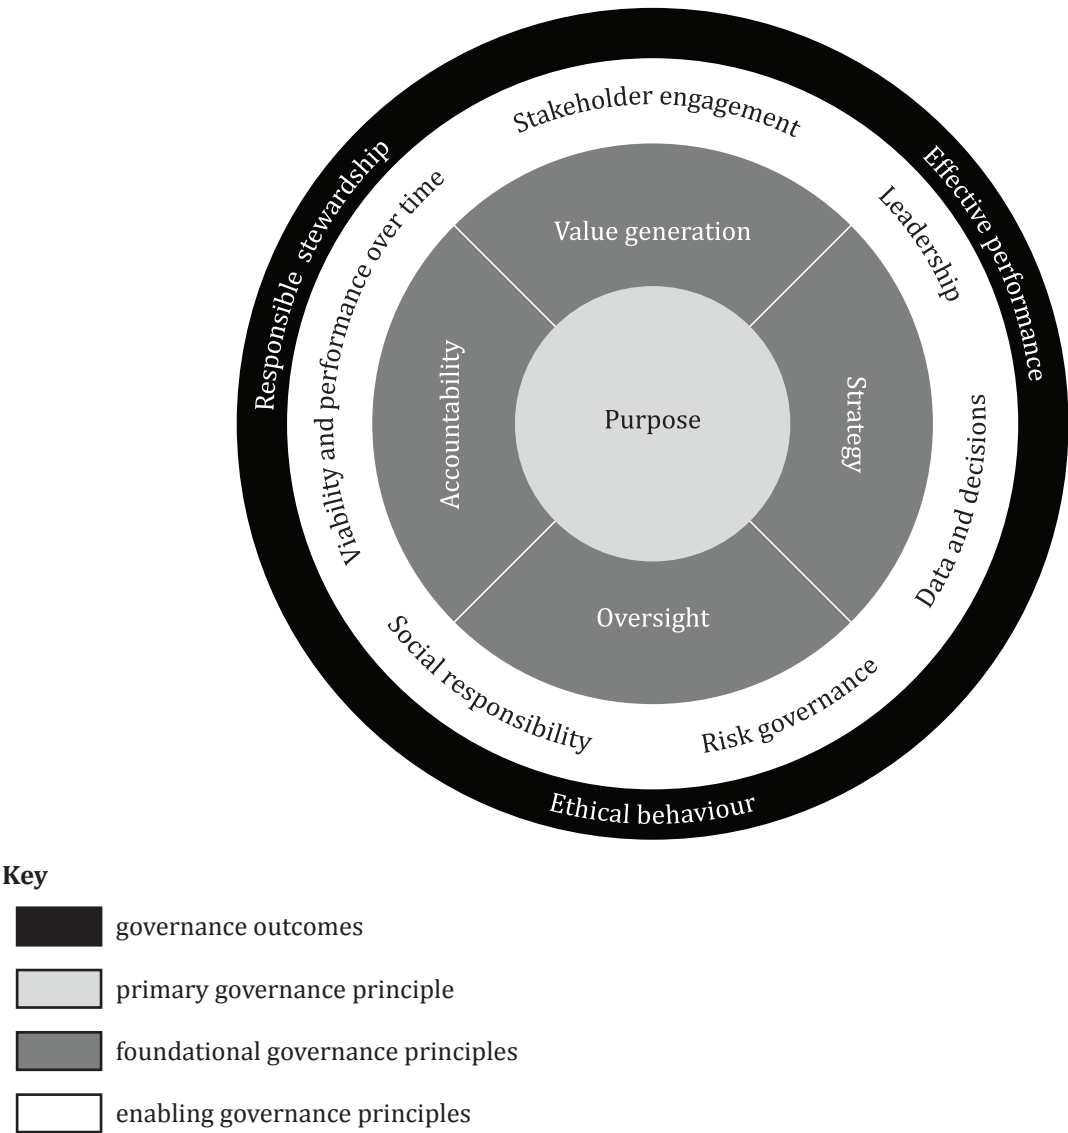 Stakeholder engagement
Responsible stewardship
Effective performance
Viability and performance over time
Leadership
Value generation
Accountability
Purpose
Strategy
Data and decisions
Oversight
Social responsibility
Risk governance
Ethical behaviour
Key
governance outcomes
primary governance principle
foundational governance principles
enabling governance principles